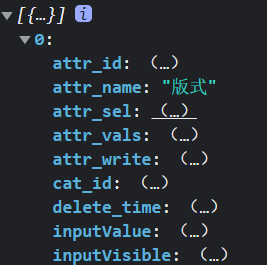 [{…}] i
0:
attr_id: (…)
attr_name: "版式"
attr_sel: (…)
attr_vals: (…)
attr_write: (…)
cat_id: (…)
delete_time: (…)
inputValue: (…)
inputVisible: (…)